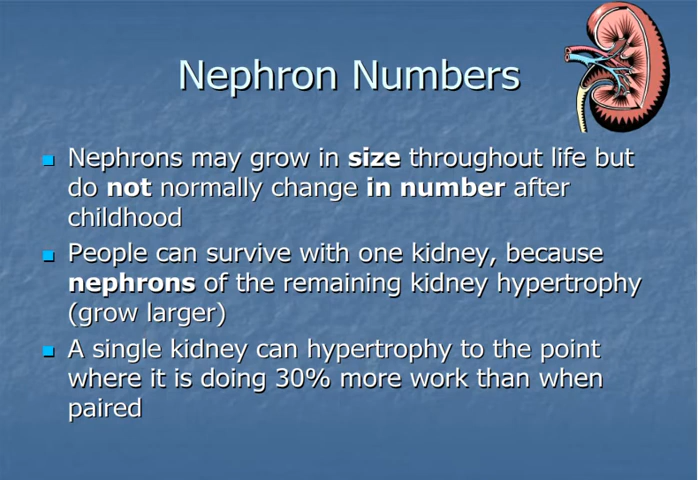 Nephron Numbers
Nephrons may grow in size throughout life but
do not normally change in number after
childhood
People can survive with one kidney, because
nephrons of the remaining kidney hypertrophy
(grow larger)
A single kidney can hypertrophy to the point
where it is doing 30% more work than when
paired